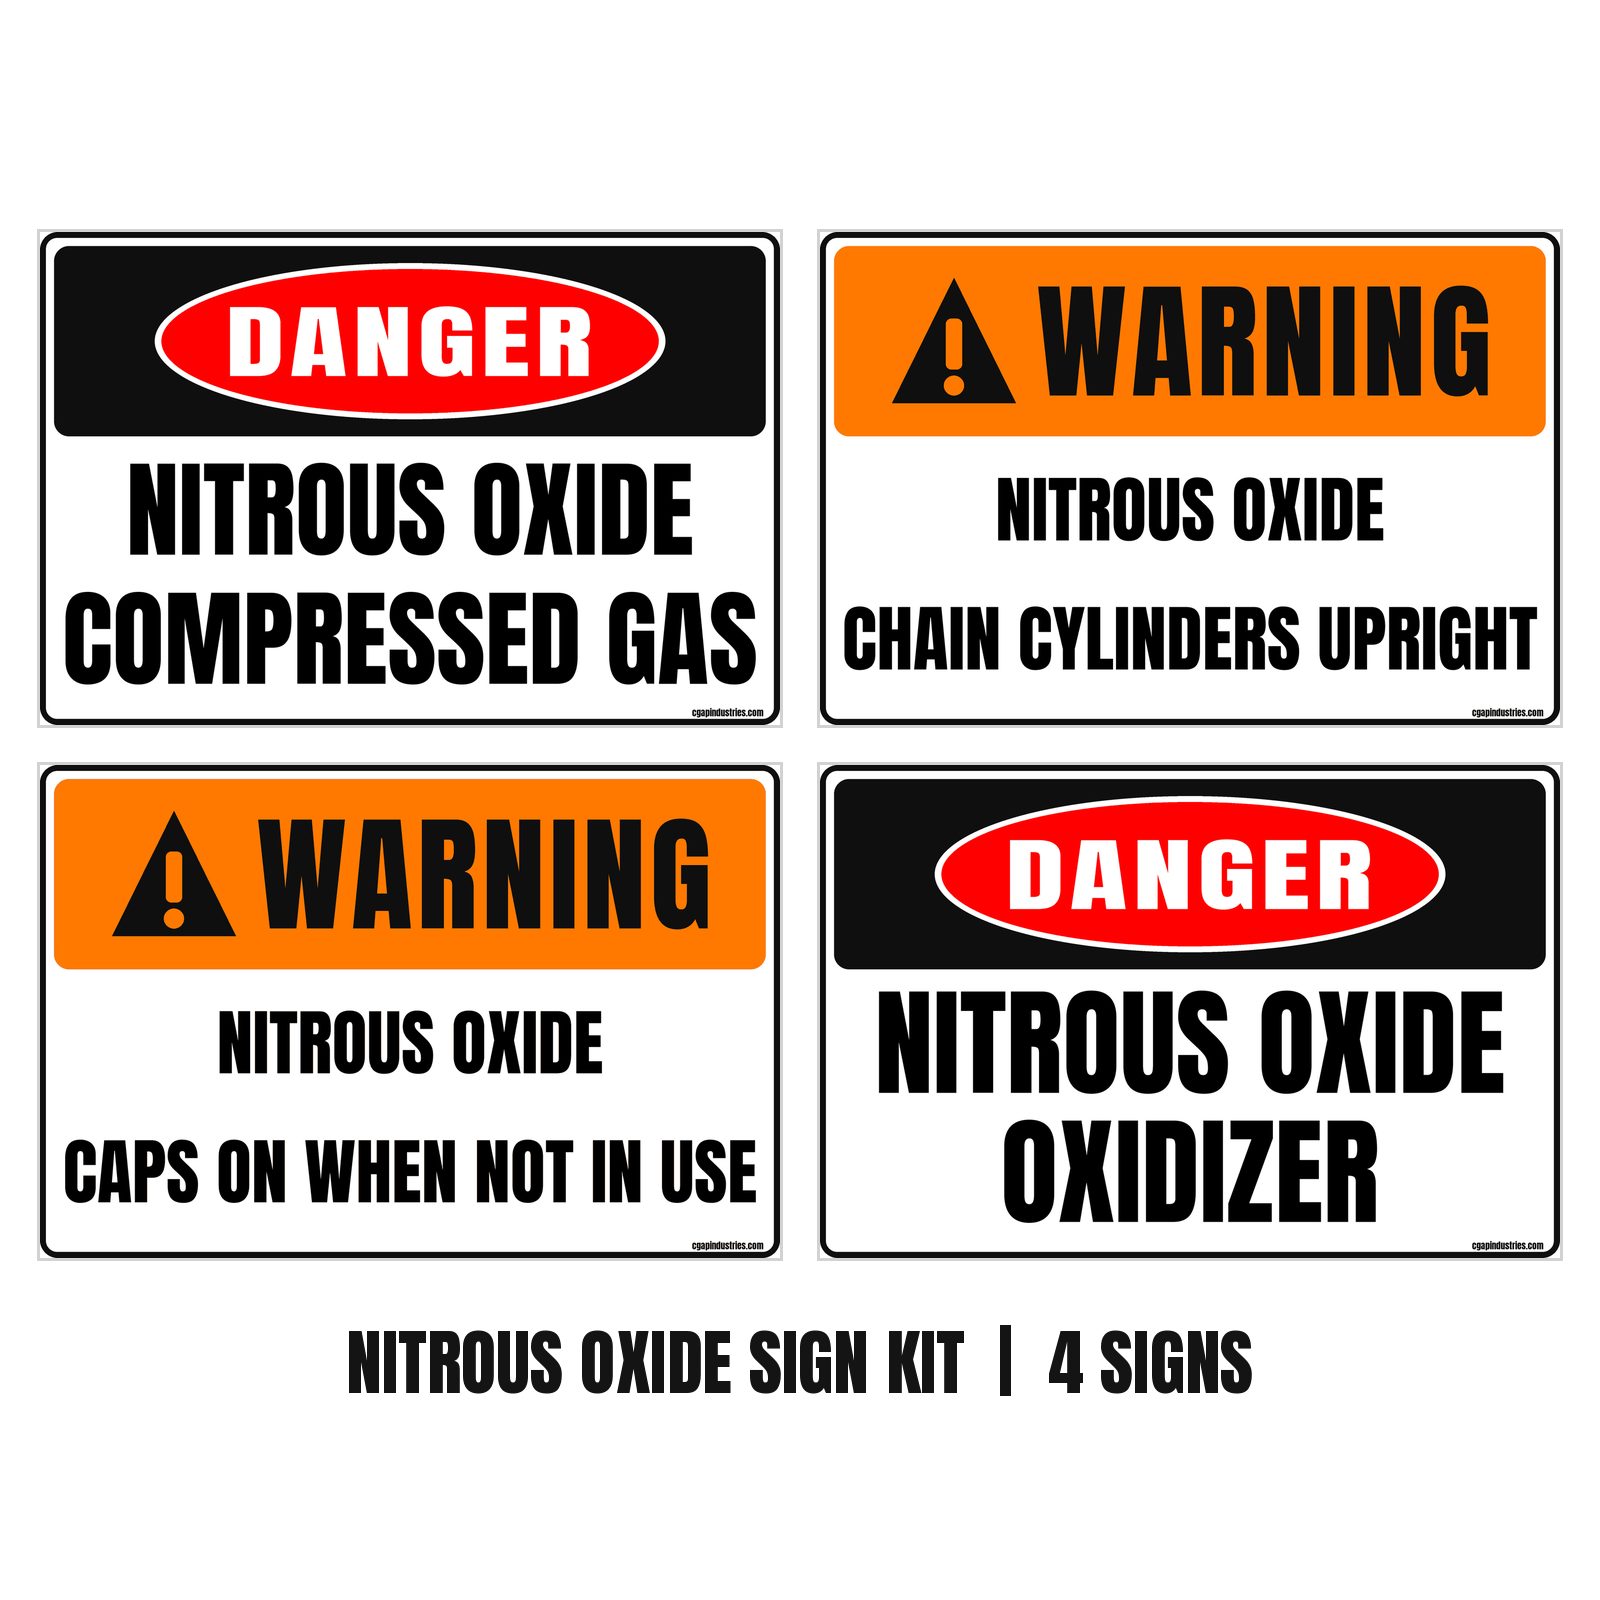 DANGER
NITROUS OXIDE
COMPRESSED GAS
cgapindustries.com
WARNING
NITROUS OXIDE
CHAIN CYLINDERS UPRIGHT
cgapindustries.com
WARNING
NITROUS OXIDE
CAPS ON WHEN NOT IN USE
cgapindustries.com
DANGER
NITROUS OXIDE
OXIDIZER
cgapindustries.com
NITROUS OXIDE SIGN KIT | 4 SIGNS